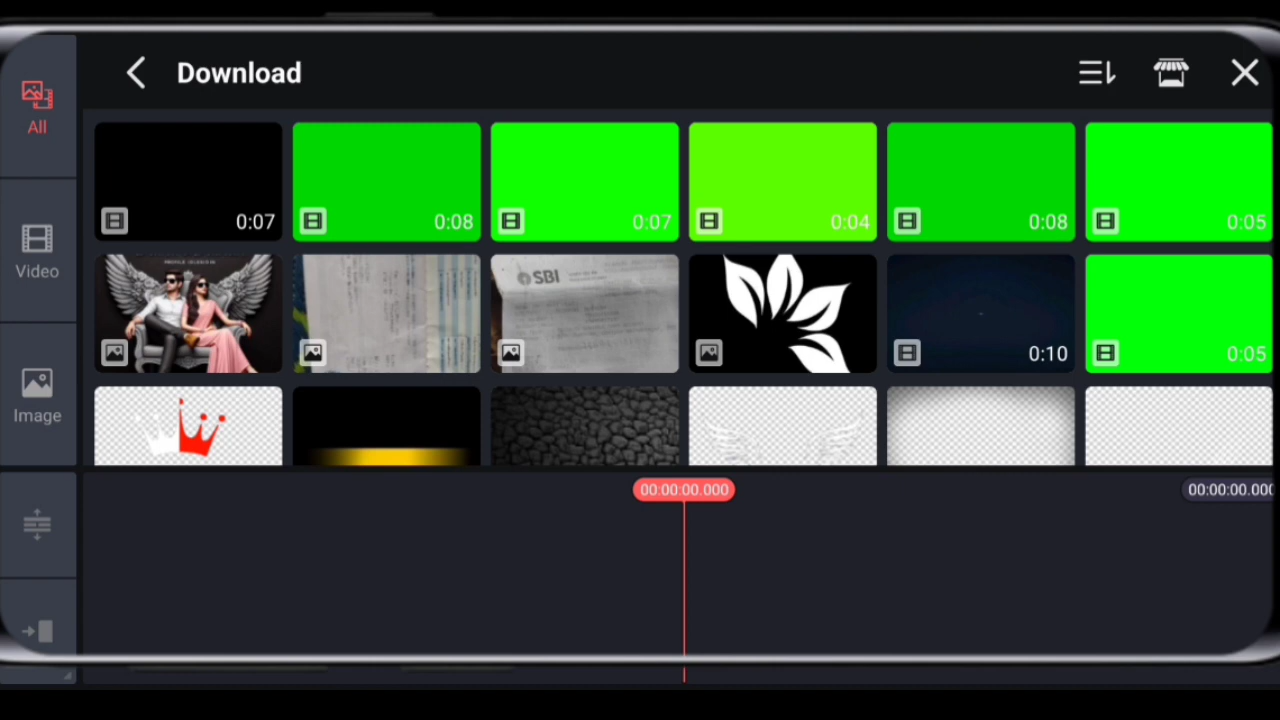 Download
All
0:07
0:08
0:07
0:04
0:08
0:05
Video
SBI
0:10
0:05
Image
00:00:00.000
00:00:00.000